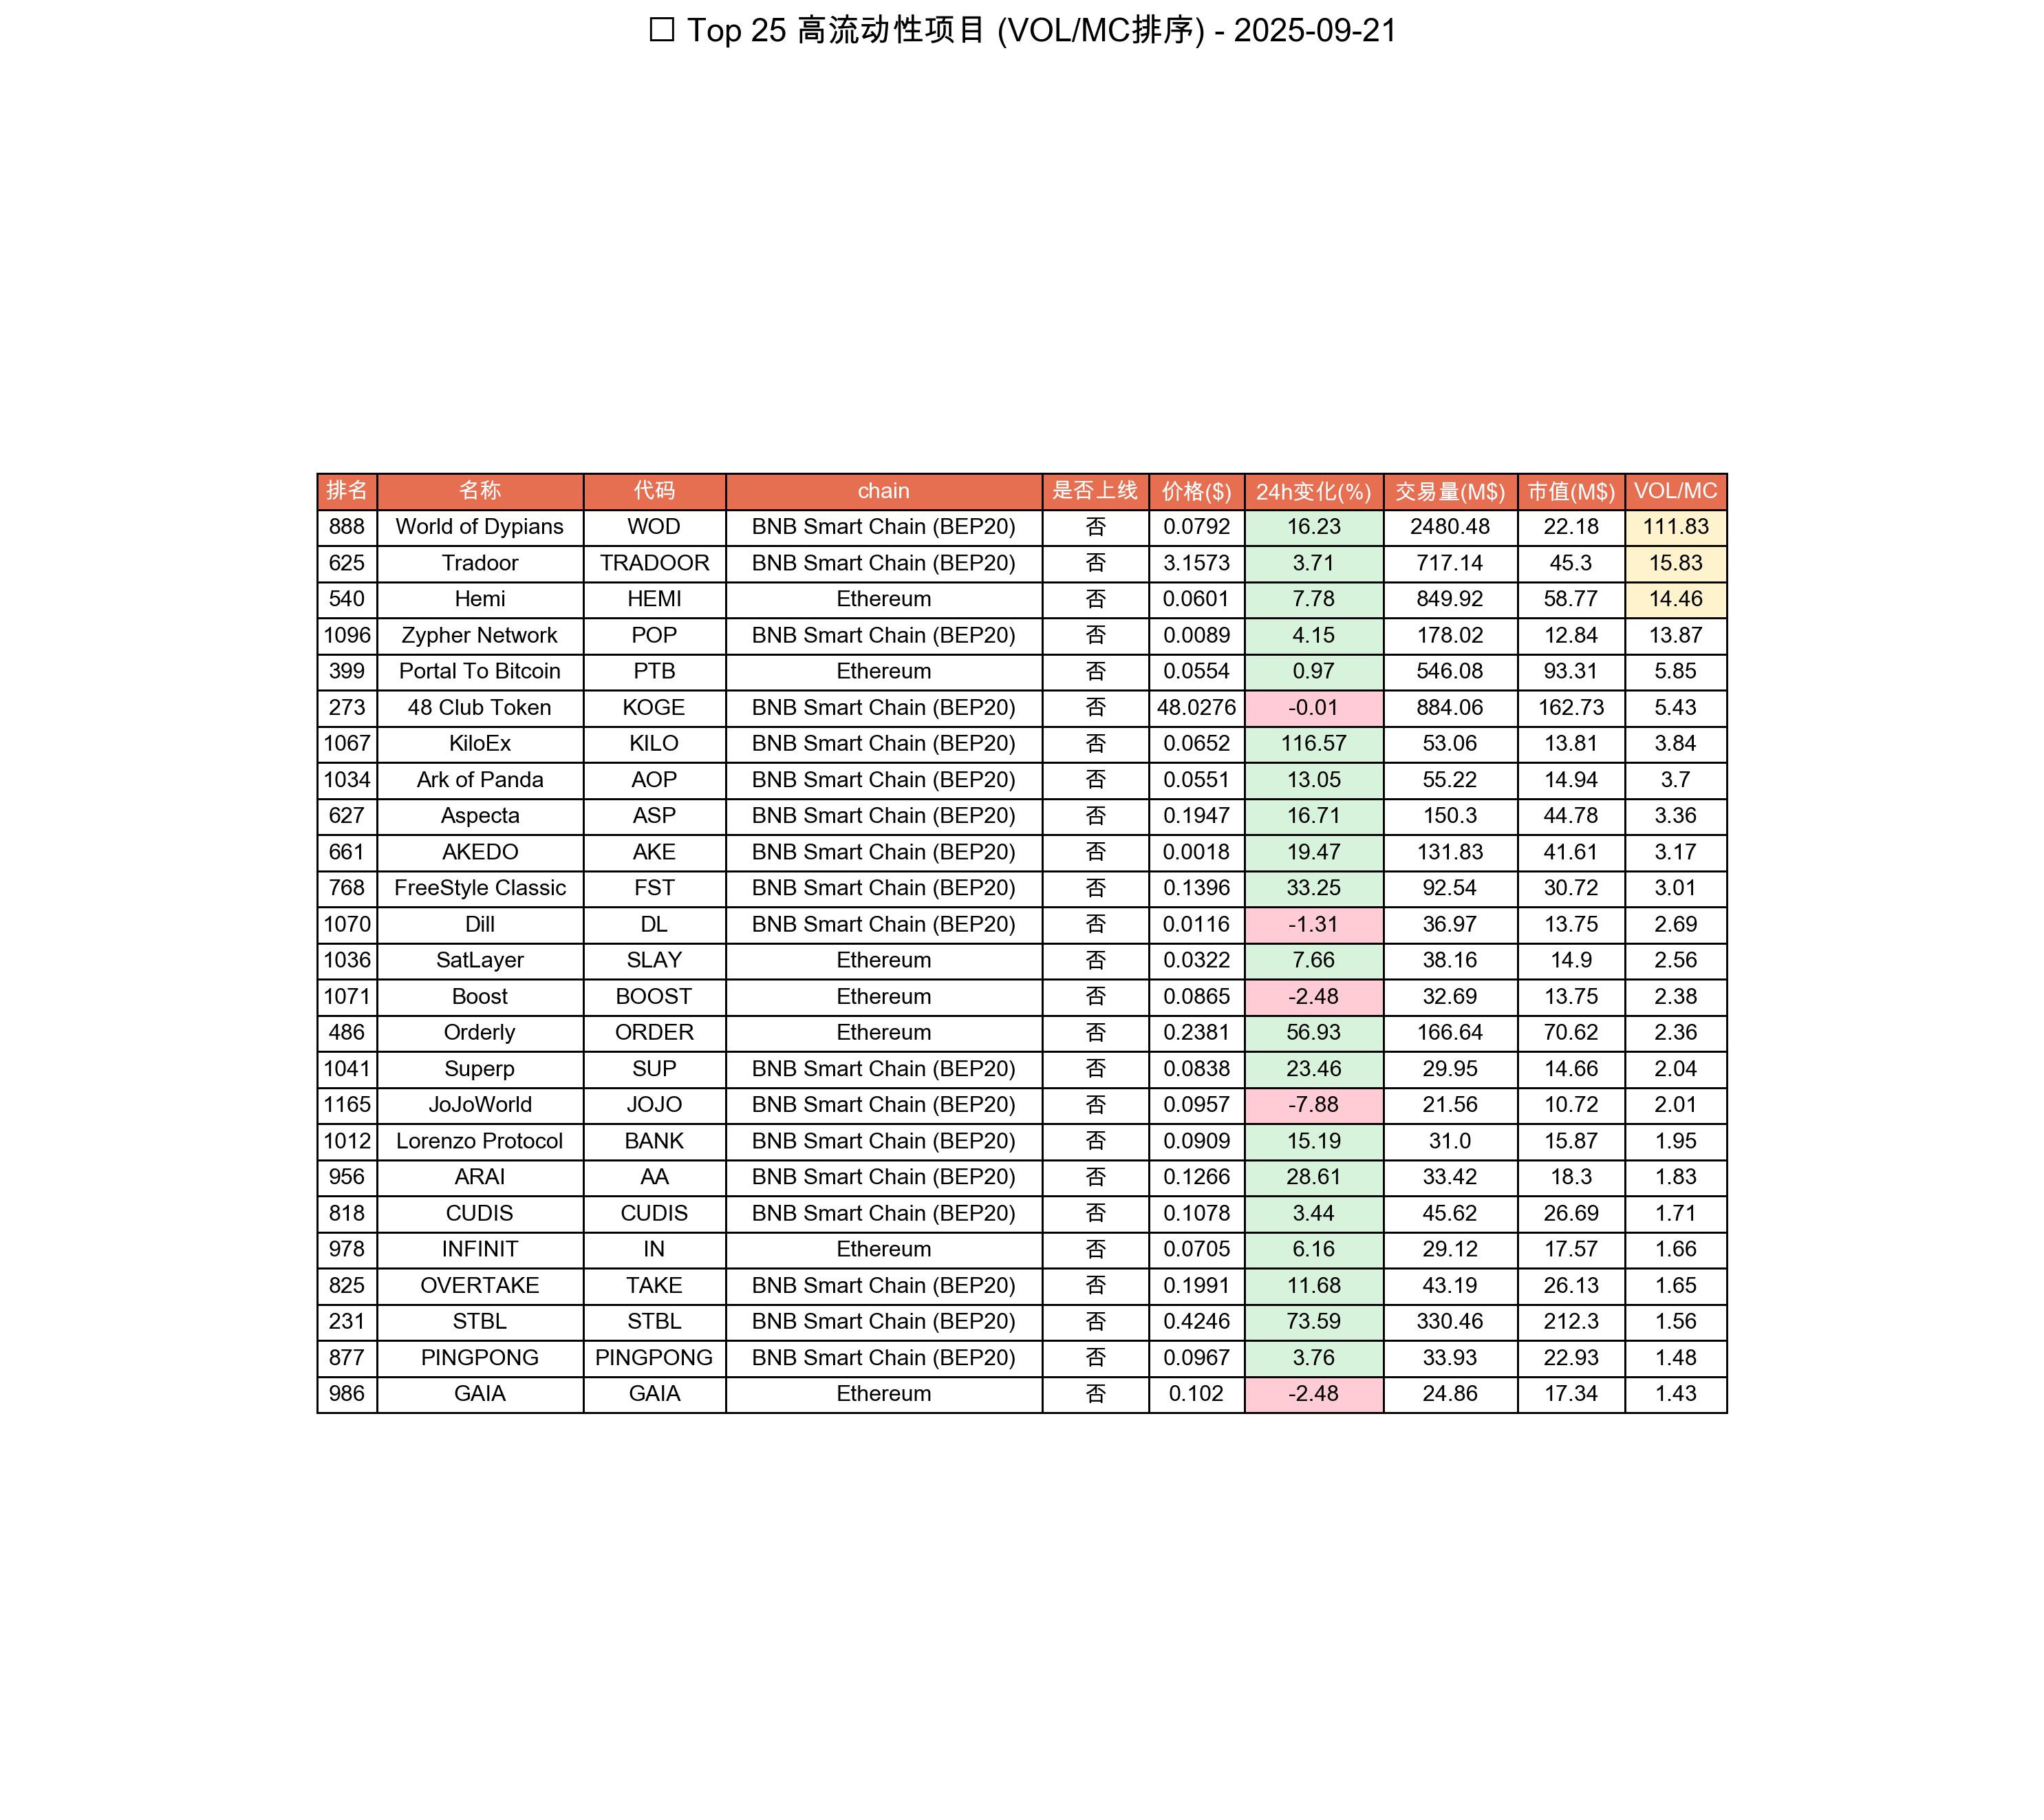 Top 25 高流动性项目 (VOL/MC排序) - 2025-09-21
排名 名称 代码 chain 是否上线 价格($) 24h变化(%) 交易量(M$) 市值(M$) VOL/MC
888 World of Dypians WOD BNB Smart Chain (BEP20) 否 0.0792 16.23 2480.48 22.18 111.83
625 Tradoor TRADOOR BNB Smart Chain (BEP20) 否 3.1573 3.71 717.14 45.3 15.83
540 Hemi HEMI Ethereum 否 0.0601 7.78 849.92 58.77 14.46
1096 Zypher Network POP BNB Smart Chain (BEP20) 否 0.0089 4.15 178.02 12.84 13.87
399 Portal To Bitcoin PTB Ethereum 否 0.0554 0.97 546.08 93.31 5.85
273 48 Club Token KOGE BNB Smart Chain (BEP20) 否 48.0276 -0.01 884.06 162.73 5.43
1067 KiloEx KILO BNB Smart Chain (BEP20) 否 0.0652 116.57 53.06 13.81 3.84
1034 Ark of Panda AOP BNB Smart Chain (BEP20) 否 0.0551 13.05 55.22 14.94 3.7
627 Aspecta ASP BNB Smart Chain (BEP20) 否 0.1947 16.71 150.3 44.78 3.36
661 AKEDO AKE BNB Smart Chain (BEP20) 否 0.0018 19.47 131.83 41.61 3.17
768 FreeStyle Classic FST BNB Smart Chain (BEP20) 否 0.1396 33.25 92.54 30.72 3.01
1070 Dill DL BNB Smart Chain (BEP20) 否 0.0116 -1.31 36.97 13.75 2.69
1036 SatLayer SLAY Ethereum 否 0.0322 7.66 38.16 14.9 2.56
1071 Boost BOOST Ethereum 否 0.0865 -2.48 32.69 13.75 2.38
486 Orderly ORDER Ethereum 否 0.2381 56.93 166.64 70.62 2.36
1041 Superp SUP BNB Smart Chain (BEP20) 否 0.0838 23.46 29.95 14.66 2.04
1165 JoJoWorld JOJO BNB Smart Chain (BEP20) 否 0.0957 -7.88 21.56 10.72 2.01
1012 Lorenzo Protocol BANK BNB Smart Chain (BEP20) 否 0.0909 15.19 31.0 15.87 1.95
956 ARAI AA BNB Smart Chain (BEP20) 否 0.1266 28.61 33.42 18.3 1.83
818 CUDIS CUDIS BNB Smart Chain (BEP20) 否 0.1078 3.44 45.62 26.69 1.71
978 INFINIT IN Ethereum 否 0.0705 6.16 29.12 17.57 1.66
825 OVERTAKE TAKE BNB Smart Chain (BEP20) 否 0.1991 11.68 43.19 26.13 1.65
231 STBL STBL BNB Smart Chain (BEP20) 否 0.4246 73.59 330.46 212.3 1.56
877 PINGPONG PINGPONG BNB Smart Chain (BEP20) 否 0.0967 3.76 33.93 22.93 1.48
986 GAIA GAIA Ethereum 否 0.102 -2.48 24.86 17.34 1.43